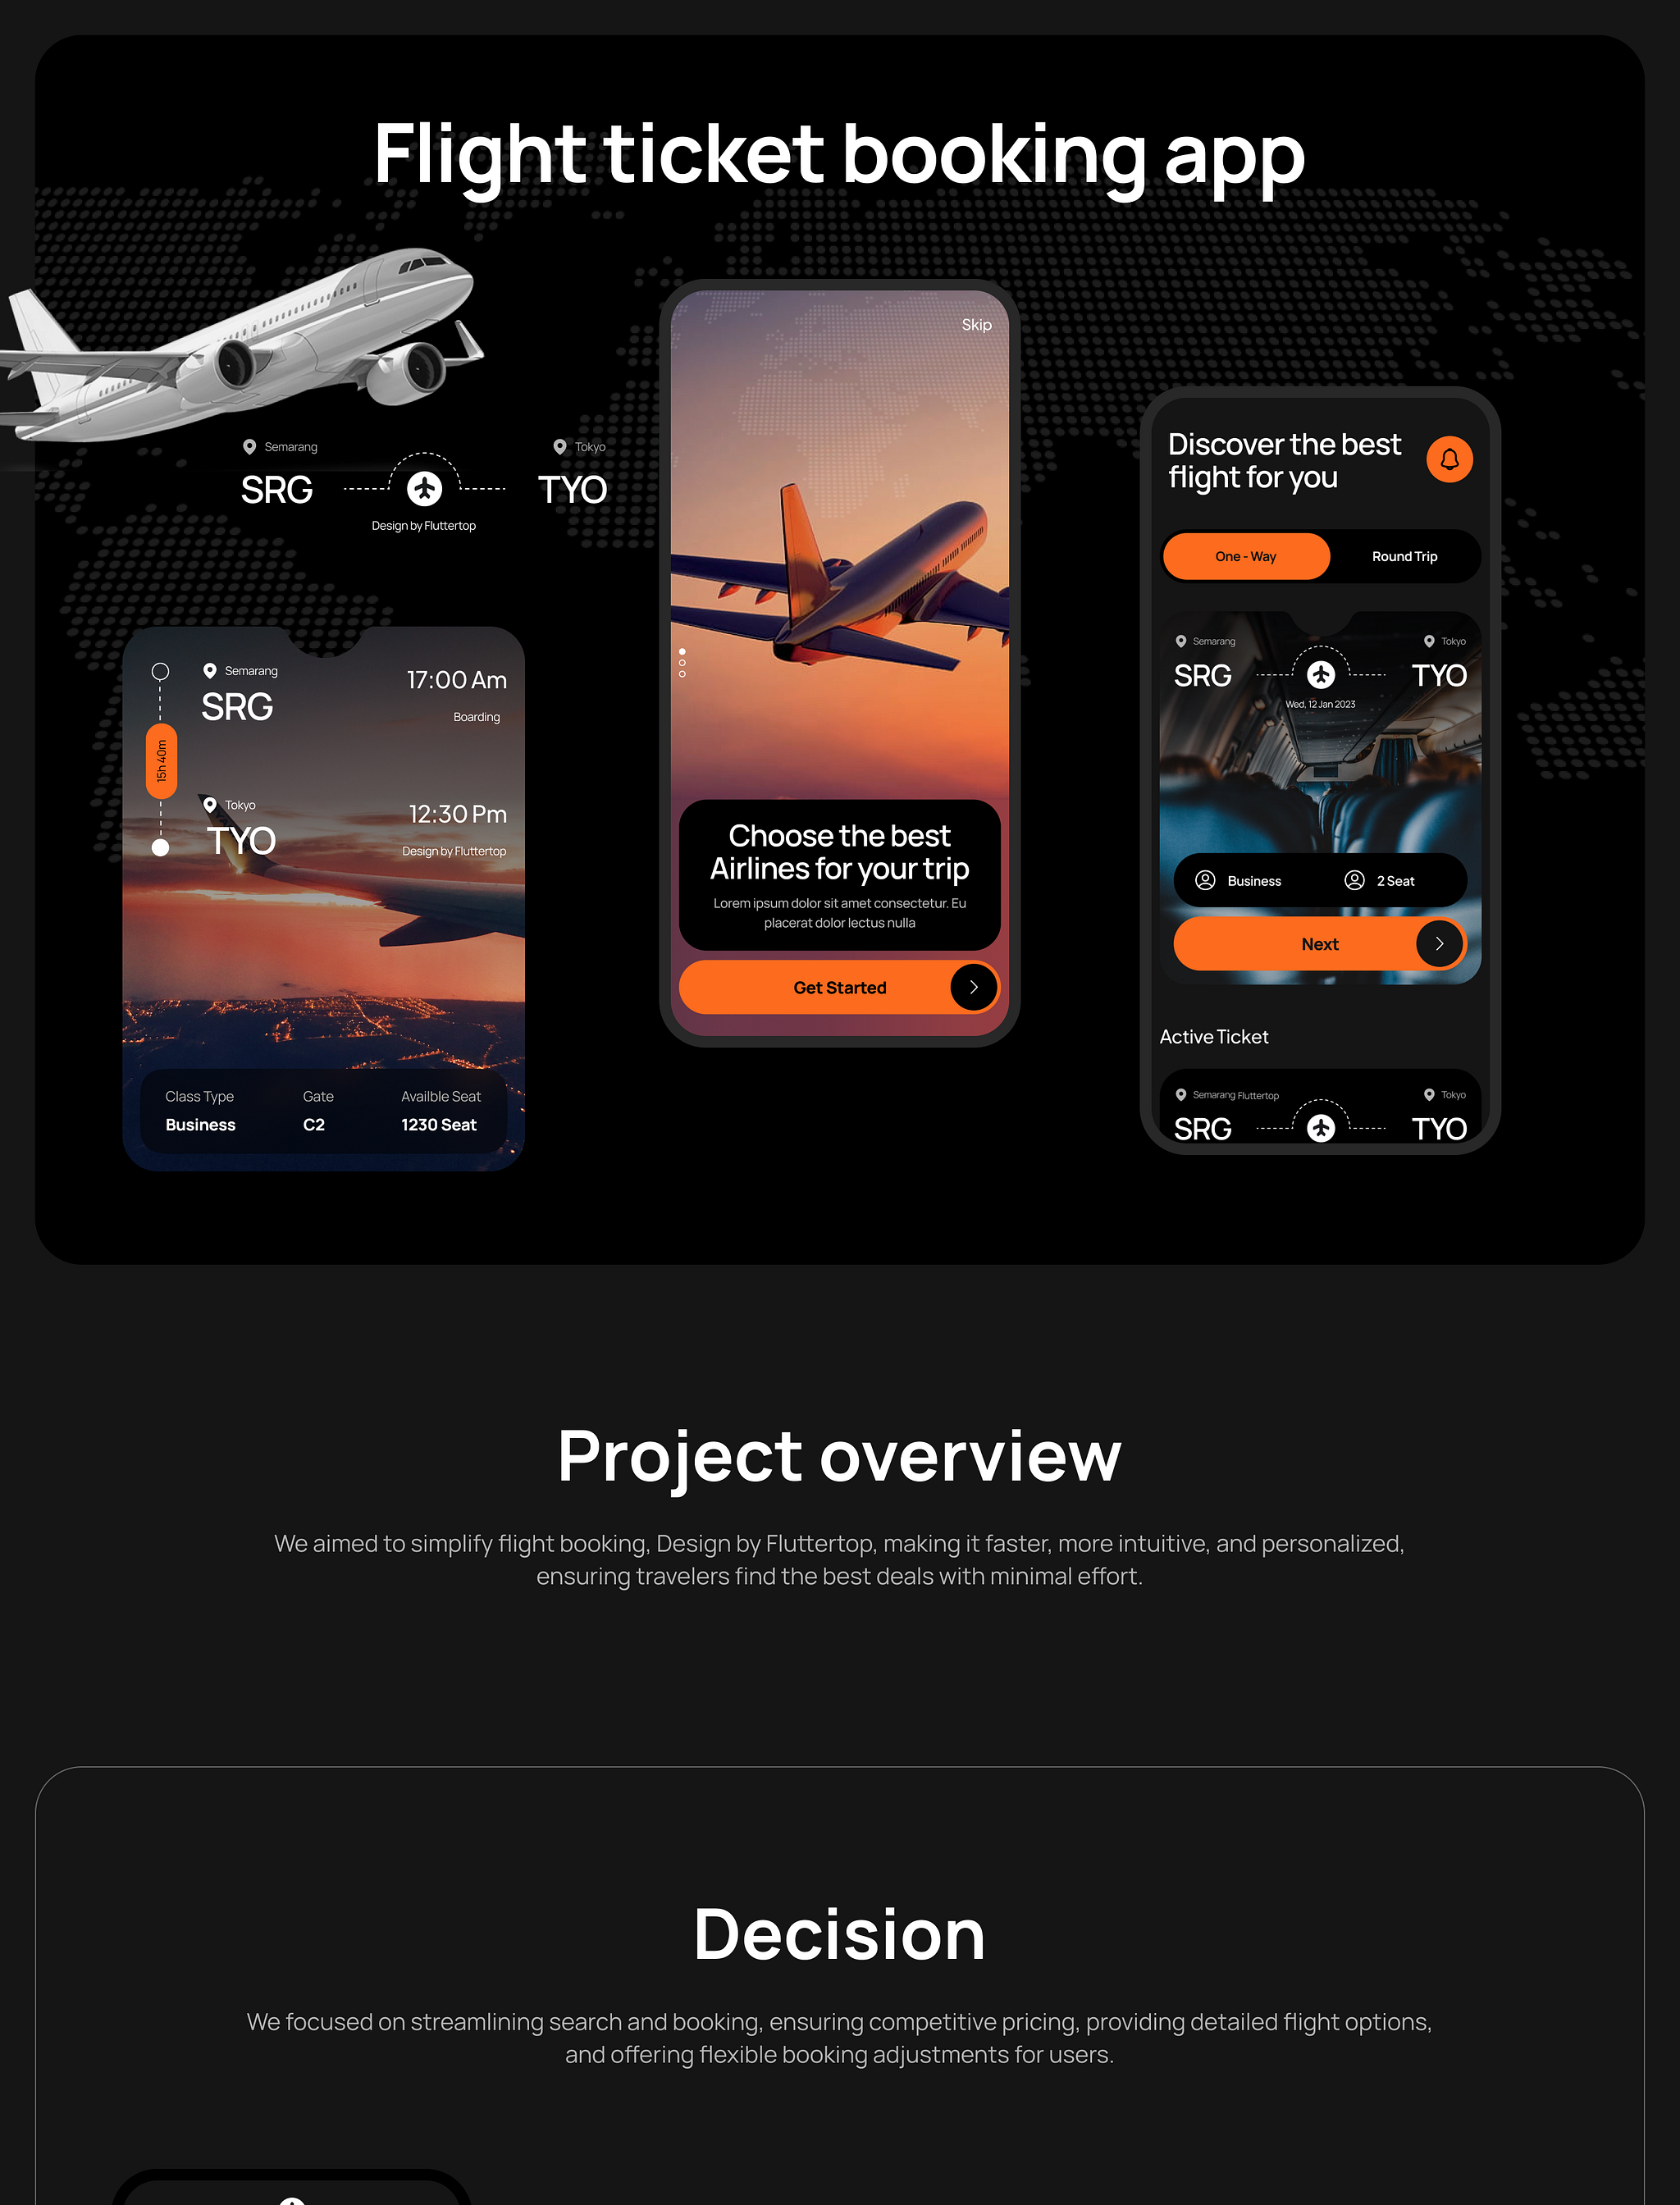 Flight ticket booking app
Semarang
Tokyo
SRG
TYO
Design by Fluttertop
Semarang
SRG
17:00 Am
Boarding
15h 40m
Tokyo
TYO
12:30 Pm
Design by Fluttertop
Class Type
Gate
Availble Seat
Business
C2
1230 Seat
Skip
Choose the best
Airlines for your trip
Lorem ipsum dolor sit amet consectetur. Eu
placerat dolor lectus nulla
Get Started
Discover the best
flight for you
One - Way
Round Trip
Semarang
Tokyo
SRG
TYO
Wed, 12 Jan 2023
Business
2 Seat
Next
Active Ticket
Semarang Fluttertop
Tokyo
SRG
TYO
Project overview
We aimed to simplify flight booking, Design by Fluttertop, making it faster, more intuitive, and personalized,
ensuring travelers find the best deals with minimal effort.
Decision
We focused on streamlining search and booking, ensuring competitive pricing, providing detailed flight options,
and offering flexible booking adjustments for users.